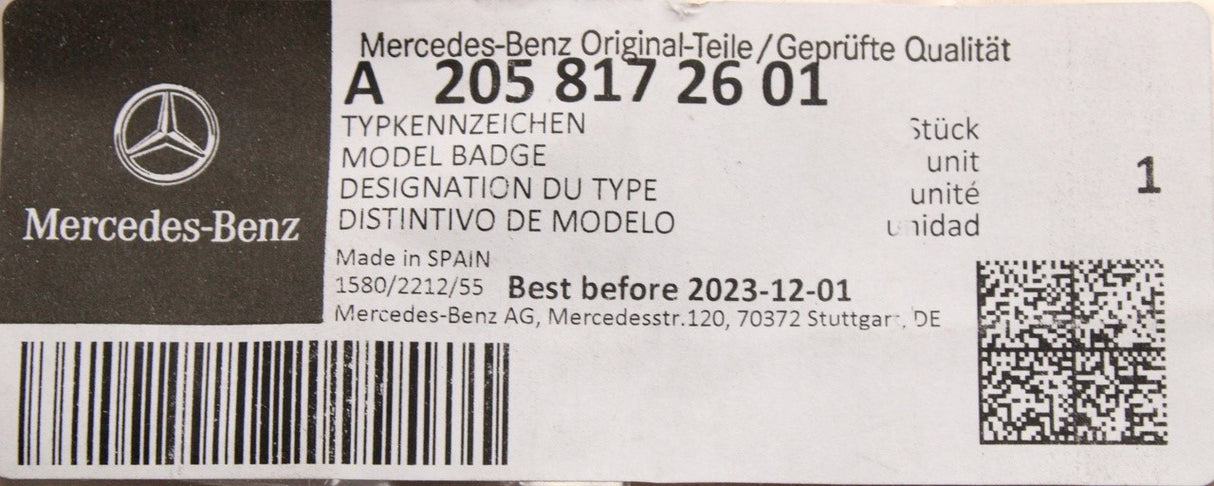 Mercedes-Benz Original-Teile/Geprüfte Qualität
A 205 817 26 01
TYPKENNZEICHEN Stück
MODEL BADGE unit
DESIGNATION DU TYPE unité
DISTINTIVO DE MODELO unidad
1
Mercedes-Benz
Made in SPAIN
1580/2212/55 Best before 2023-12-01
Mercedes-Benz AG, Mercedesstr.120, 70372 Stuttgart, DE